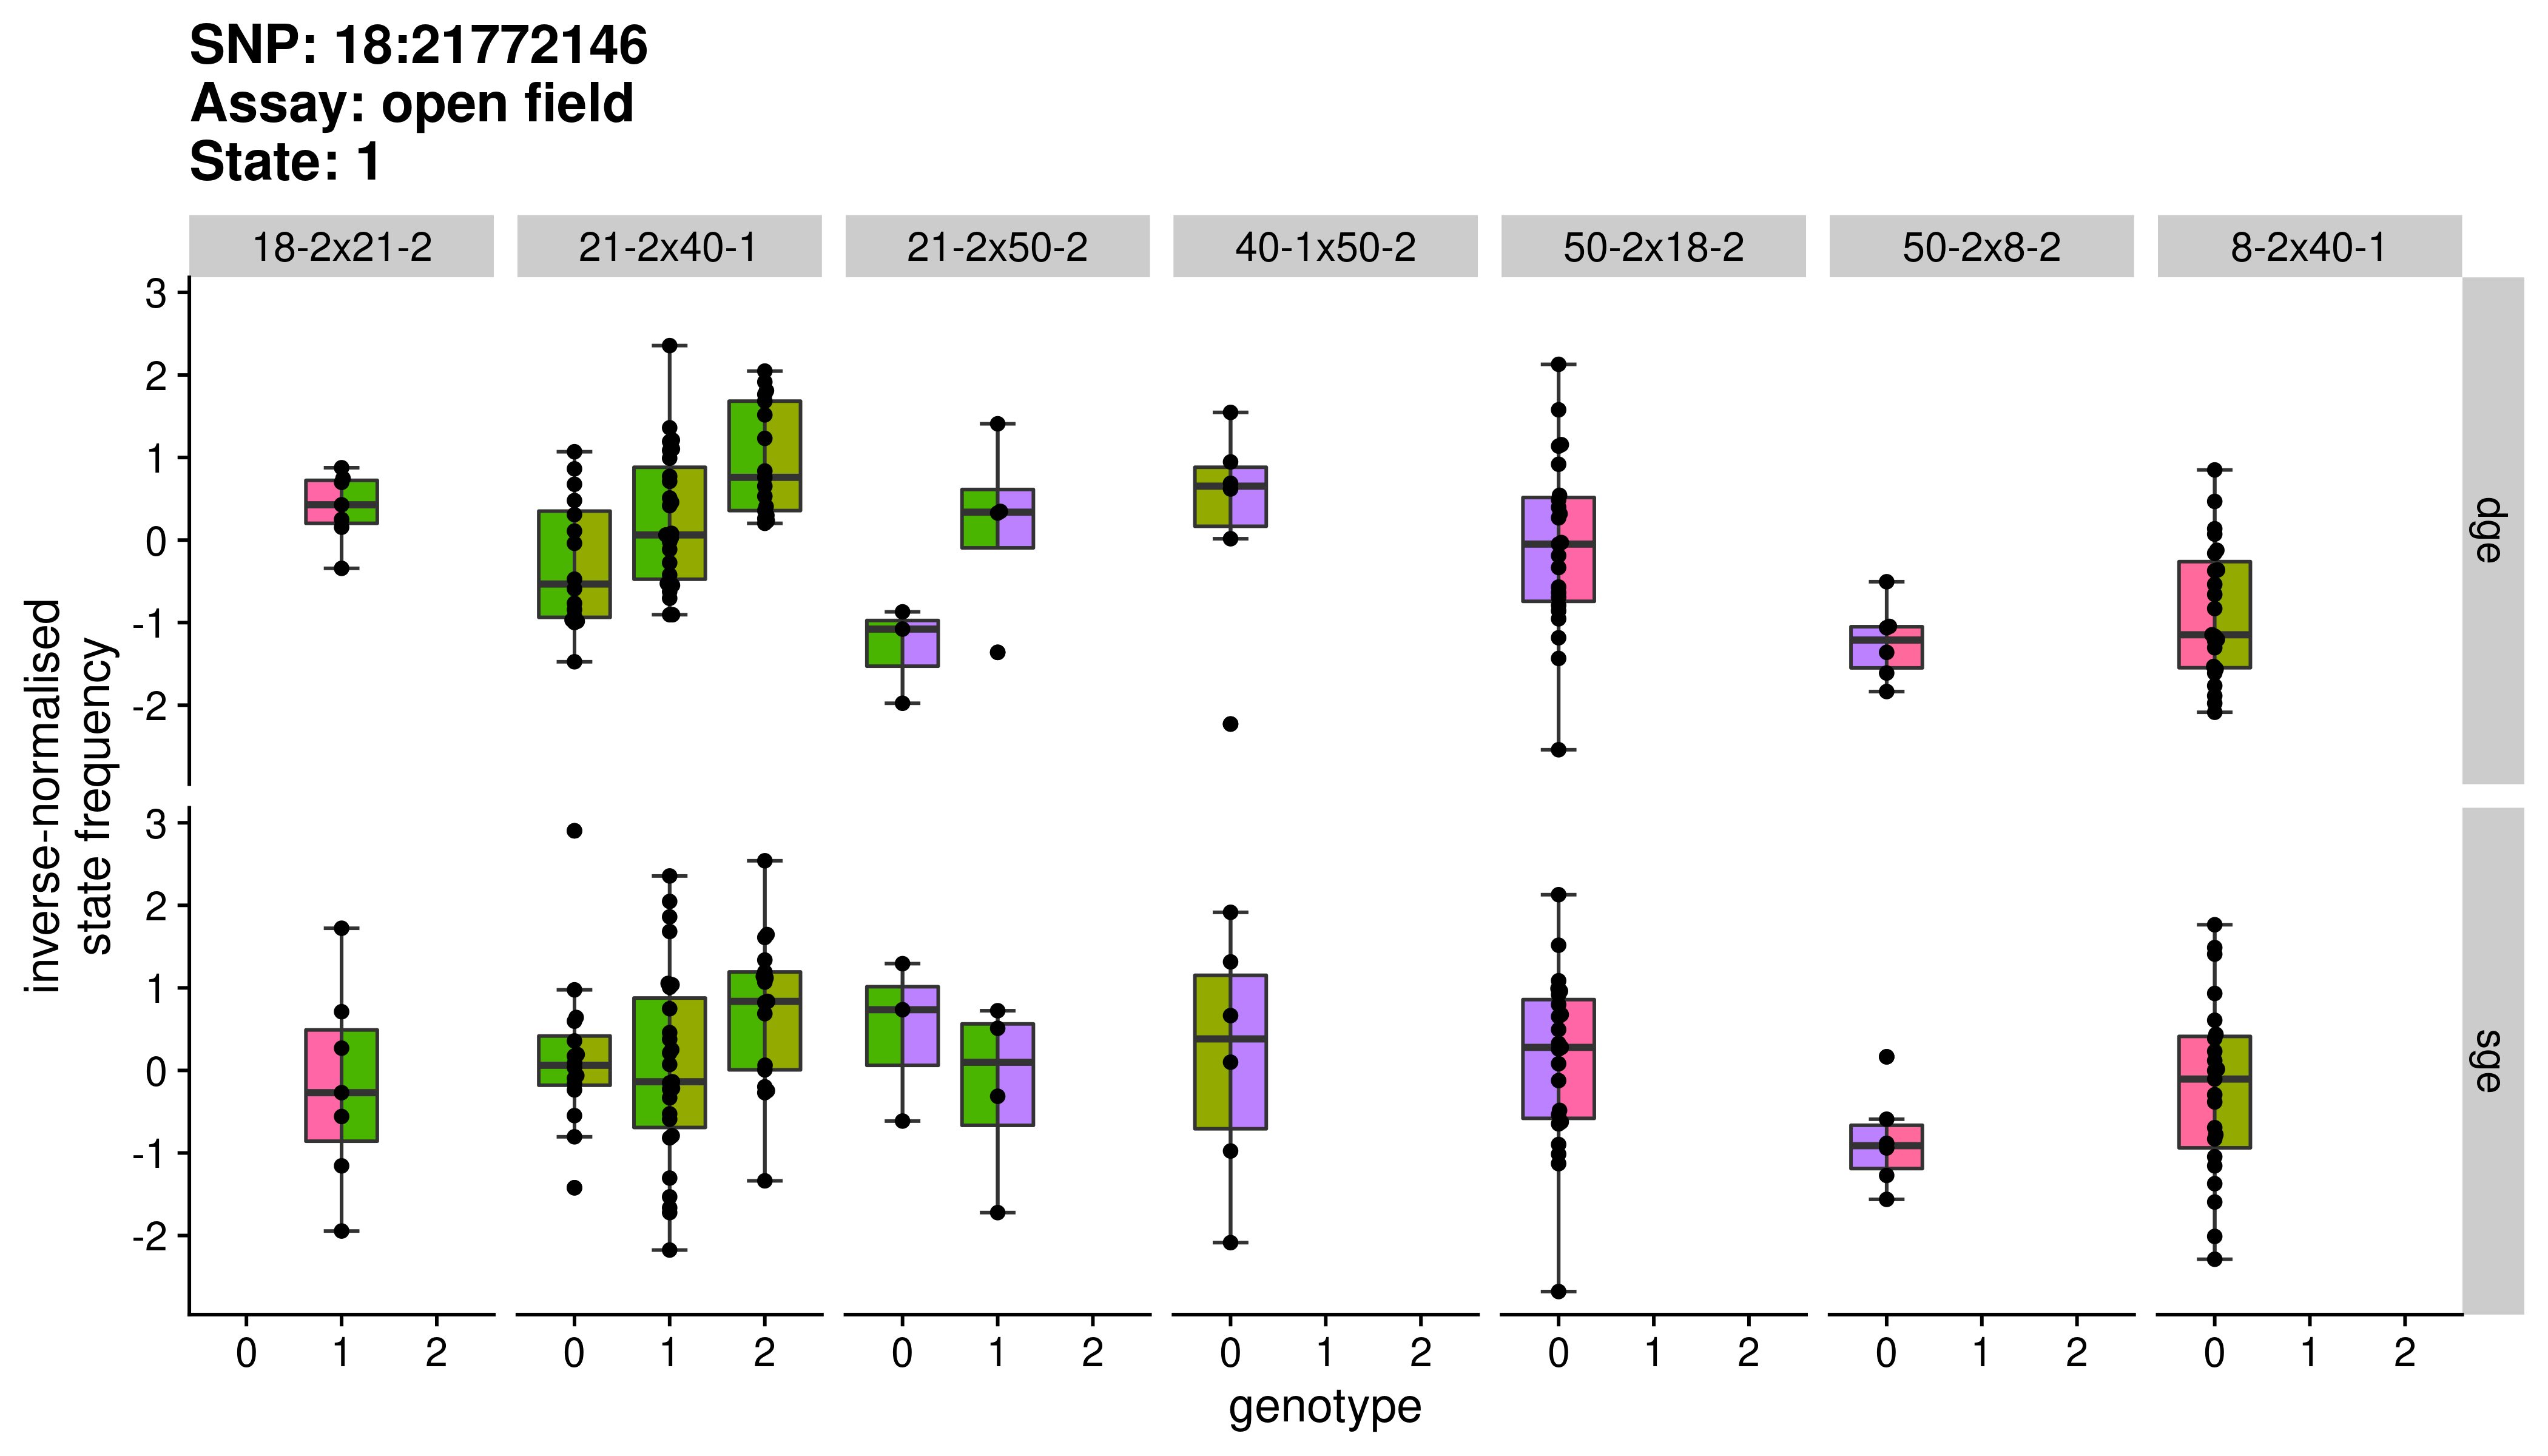 SNP: 18:21772146
Assay: open field
State: 1
18-2x21-2 21-2x40-1 21-2x50-2 40-1x50-2 50-2x18-2 50-2x8-2 8-2x40-1
3
2
1
0
-1
-2
dge
3
2
1
0
-1
-2
sge
inverse-normalised
state frequency
0 1 2 0 1 2 0 1 2 0 1 2 0 1 2 0 1 2 0 1 2
genotype